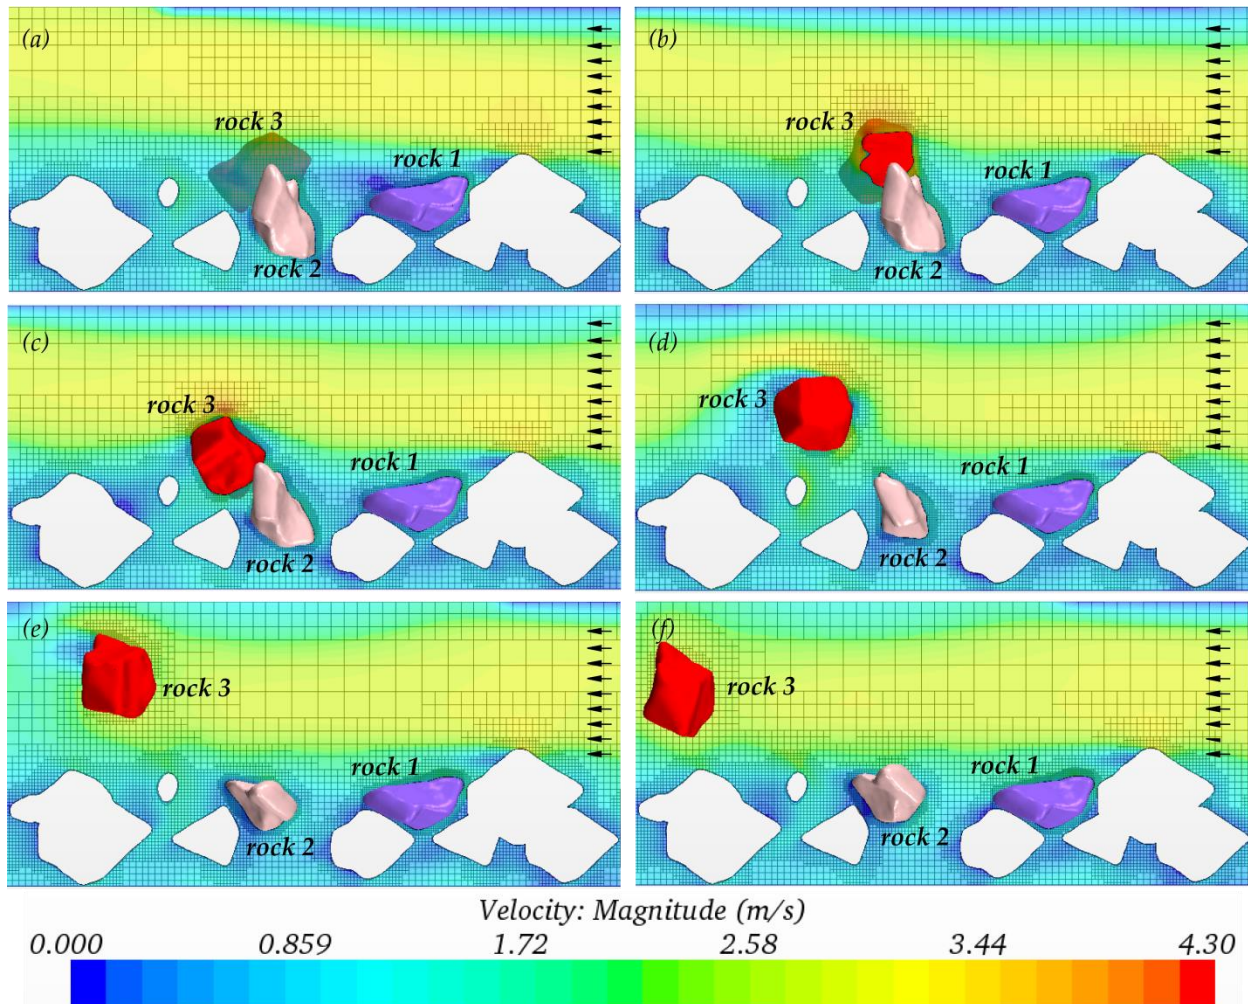 (a)
rock 3
rock 1
rock 2
(b)
rock 3
rock 1
rock 2
(c)
rock 3
rock 1
rock 2
(d)
rock 3
rock 1
rock 2
(e)
rock 3
rock 1
rock 2
(f)
rock 3
rock 1
rock 2
Velocity: Magnitude (m/s)
0.000 0.859 1.72 2.58 3.44 4.30